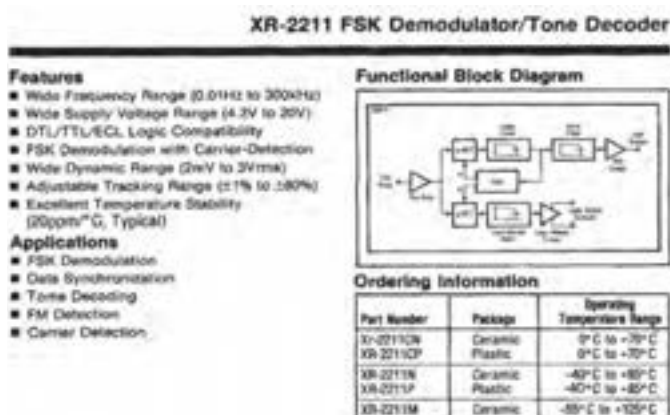 XR-2211 FSK Demodulator/Tone Decoder
Features
■ Wide Frequency Range (0.01Hz to 300kHz)
■ Wide Supply Voltage Range (4.2V to 20V)
■ DTL/TTL/ECL Logic Compatibility
■ FSK Demodulation with Carrier-Detection
■ Wide Dynamic Range (2mV to 3Vrms)
■ Adjustable Tracking Range (±1% to ±80%)
■ Excellent Temperature Stability
(20ppm/°C, Typical)
Applications
■ FSK Demodulation
■ Data Synchronization
■ Tone Decoding
■ FM Detection
■ Carrier Detection
Functional Block Diagram
Ordering Information
Part Number Package Operating Temperature Range
Xr-2211CN Ceramic 0°C to +70°C
XR-2211CP Plastic 0°C to +70°C
XR-2211N Ceramic -40°C to +85°C
XR-2211P Plastic -40°C to +85°C
XR-2211M Ceramic -55°C to +125°C